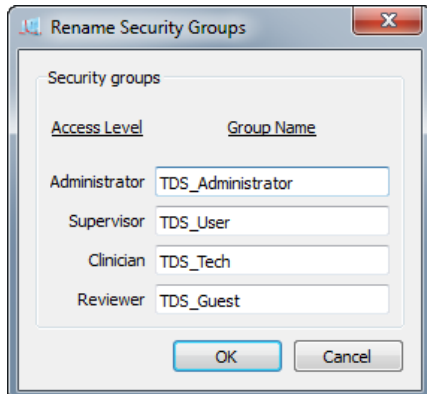 Rename Security Groups
Security groups
Access Level Group Name
Administrator TDS_Administrator
Supervisor TDS_User
Clinician TDS_Tech
Reviewer TDS_Guest
OK Cancel